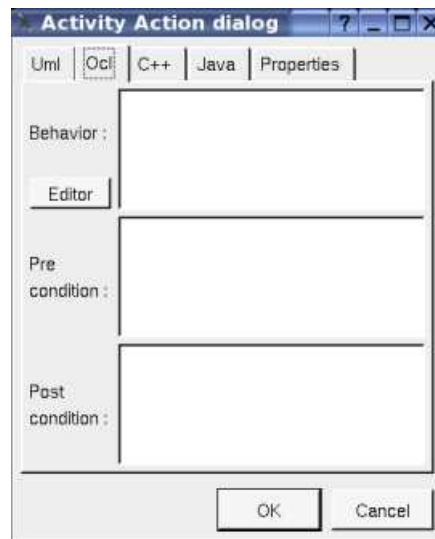 Activity Action dialog ? _ □ X
Uml Ocl C++ Java Properties
Behavior :
Editor
Pre
condition :
Post
condition :
OK Cancel